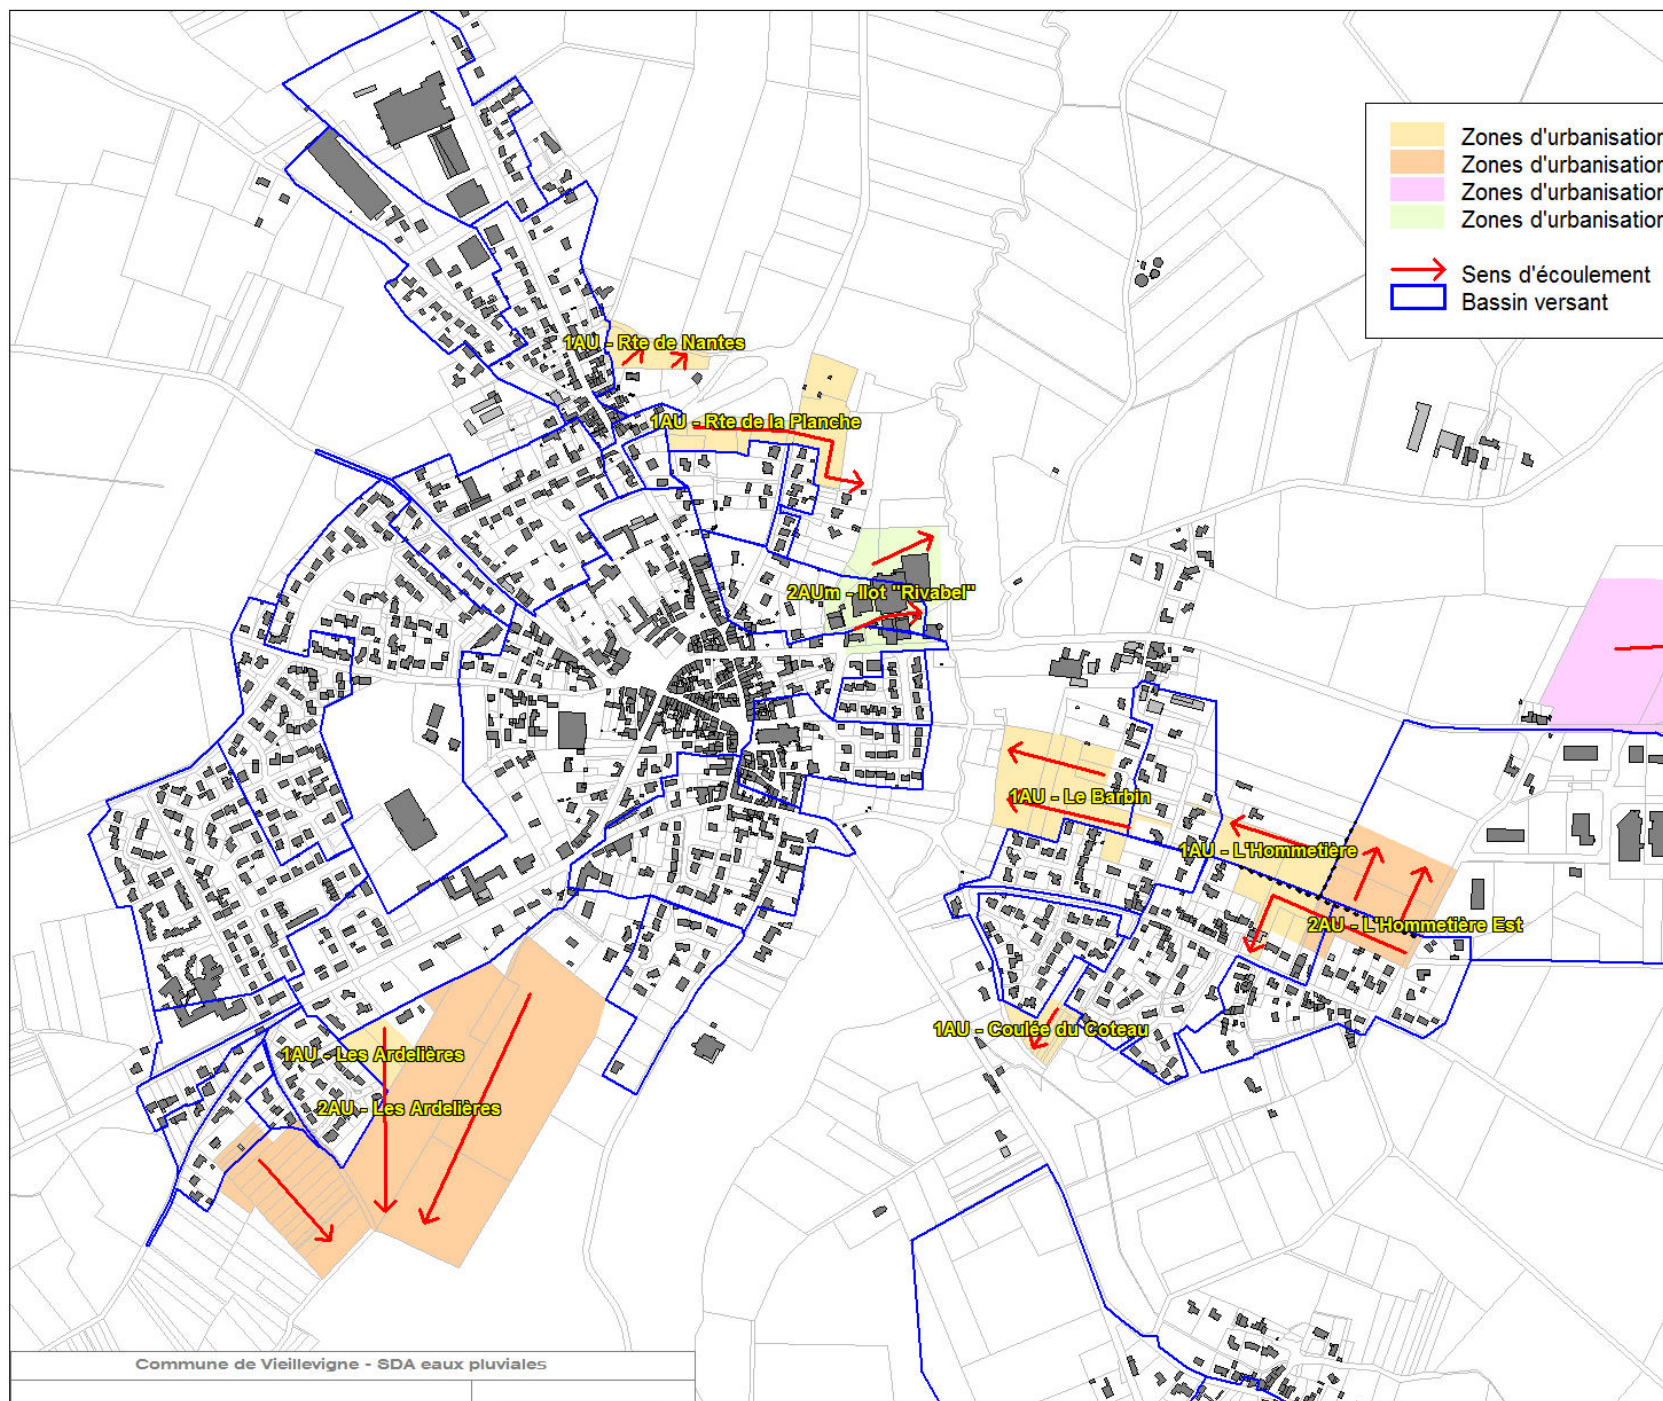 Zones d'urbanisation
Zones d'urbanisation
Zones d'urbanisation
Zones d'urbanisation
Sens d'écoulement
Bassin versant
1AU - Rte de Nantes
1AU - Rte de la Planche
2AUm - Ilot "Rivabel"
1AU - Le Barbin
1AU - L'Hommetière
2AU - L'Hommetière Est
1AU - Coulée du Coteau
1AU - Les Ardelières
2AU - Les Ardelières
Commune de Vieillevigne - SDA eaux pluviales